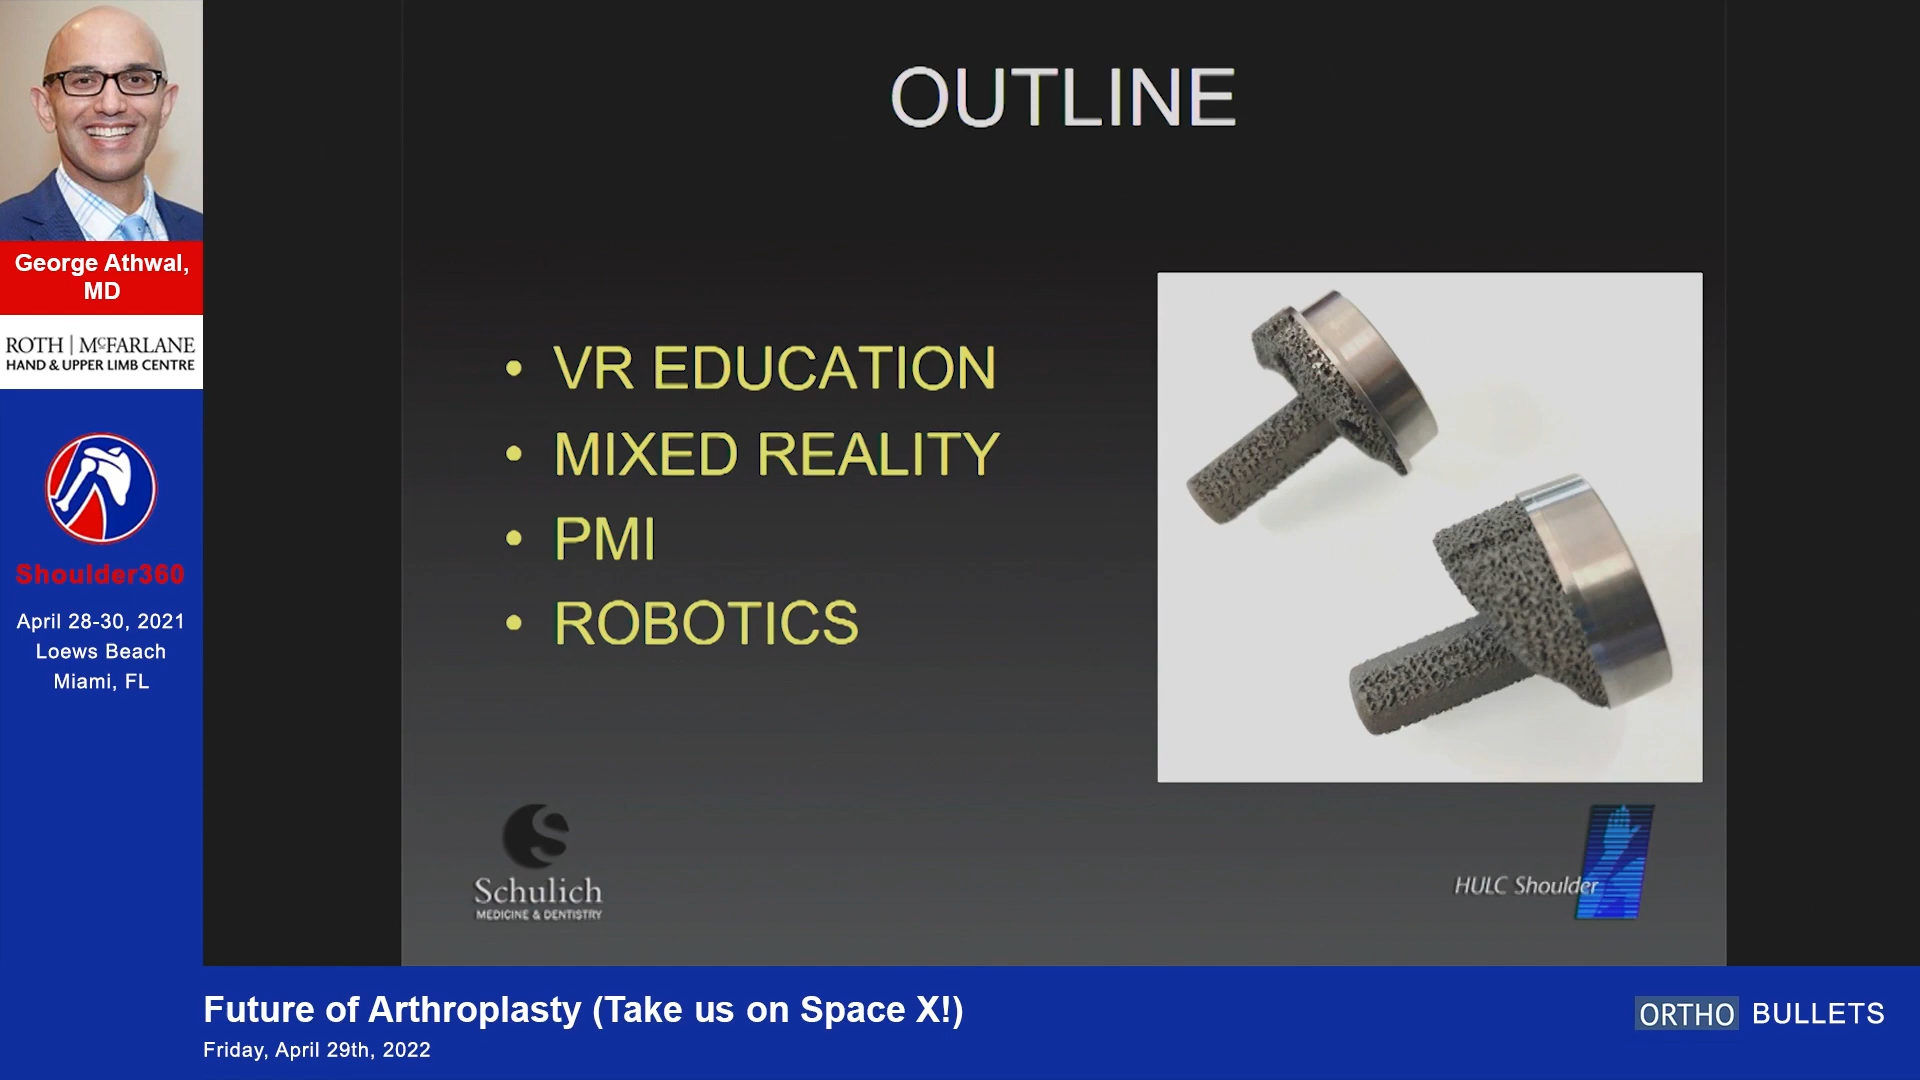 George Athwal,
MD
ROTH | McFARLANE
HAND & UPPER LIMB CENTRE
Shoulder360
April 28-30, 2021
Loews Beach
Miami, FL
OUTLINE
• VR EDUCATION
• MIXED REALITY
• PMI
• ROBOTICS
Schulich
MEDICINE & DENTISTRY
HULC Shoulder
Future of Arthroplasty (Take us on Space X!)
Friday, April 29th, 2022
ORTHO BULLETS